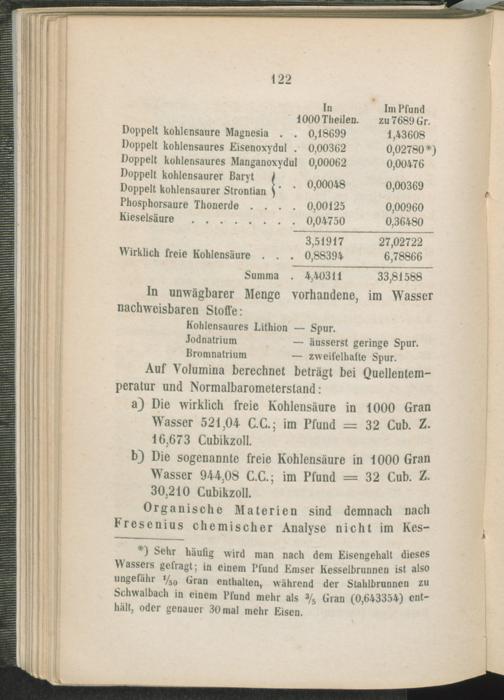 122
In Im Pfund
1000 Theilen. zu 7689 Gr.
Doppelt kohlensaure Magnesia . . 0,18699 1,43608
Doppelt kohlensaures Eisenoxydul . 0,00362 0,02780*)
Doppelt kohlensaures Manganoxydul 0,00062 0,00476
Doppelt kohlensaurer Baryt
Doppelt kohlensaurer Strontian } . . 0,00048 0,00369
Phosphorsaure Thonerde . . . . 0,00125 0,00960
Kieselsäure . . . . . . . . 0,04750 0,36480
3,51917 27,02722
Wirklich freie Kohlensäure . . . 0,88394 6,78866
Summa . 4,40311 33,81588
In unwägbarer Menge vorhandene, im Wasser
nachweisbaren Stoffe:
Kohlensaures Lithion — Spur.
Jodnatrium — äusserst geringe Spur.
Bromnatrium — zweifelhafte Spur.
Auf Volumina berechnet beträgt bei Quellentem-
peratur und Normalbarometerstand:
a) Die wirklich freie Kohlensäure in 1000 Gran
Wasser 521,04 C.C.; im Pfund = 32 Cub. Z.
16,673 Cubikzoll.
b) Die sogenannte freie Kohlensäure in 1000 Gran
Wasser 944,08 C.C.; im Pfund = 32 Cub. Z.
30,210 Cubikzoll.
Organische Materien sind demnach nach
Fresenius chemischer Analyse nicht im Kes-
*) Sehr häufig wird man nach dem Eisengehalt dieses
Wassers gefragt; in einem Pfund Emser Kesselbrunnen ist also
ungefähr 1/50 Gran enthalten, während der Stahlbrunnen zu
Schwalbach in einem Pfund mehr als 3/5 Gran (0,643354) ent-
hält, oder genauer 30mal mehr Eisen.